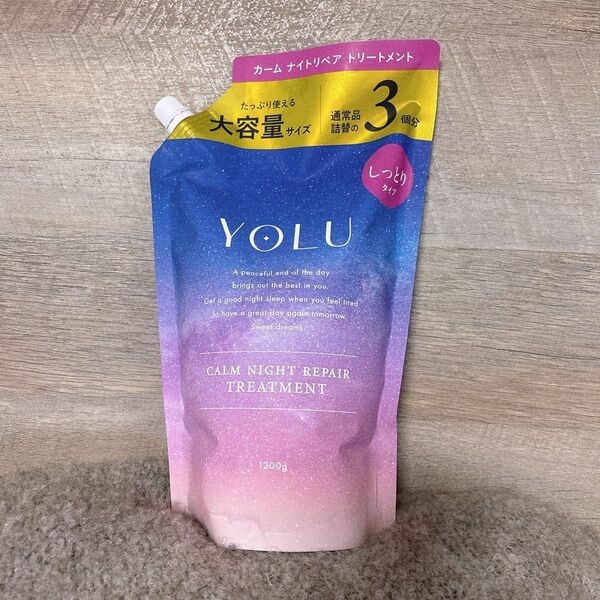 カーム ナイトリペア トリートメント
たっぷり使える
大容量サイズ
通常品
詰替の
3個分
しっとり
タイプ
YOLU
A peaceful end of the day
brings out the best in you.
Get a good night sleep when you feel tired
to have a great day again tomorrow.
Sweet dreams.
CALM NIGHT REPAIR
TREATMENT
1200g